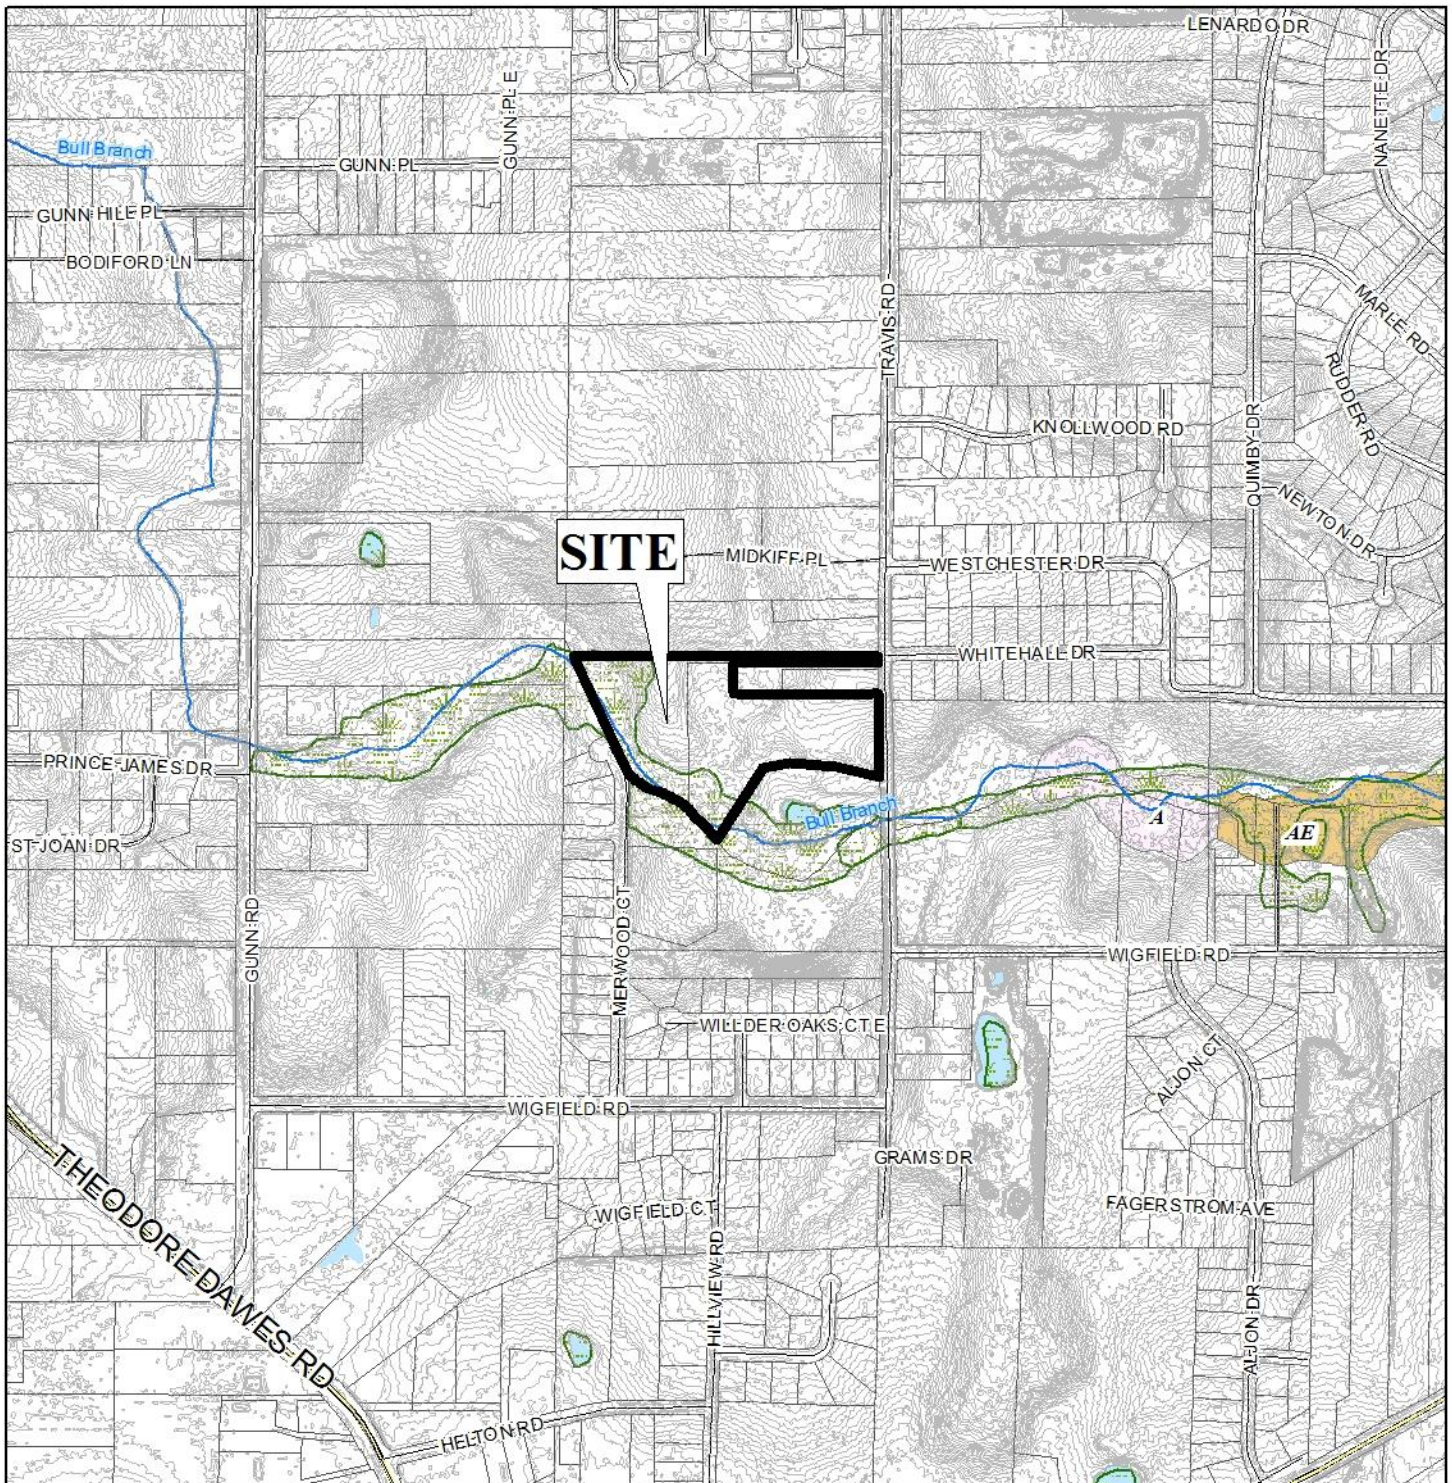 LENARDO DR
NANETTE DR
GUNN PL E
Bull Branch
GUNN PL
GUNN HILL PL
BODIFORD LN
TRAVIS RD
MARLE RD
RUDDER RD
KNOLLWOOD RD
QUIMBY DR
NEWTON DR
SITE
MIDKIFF PL
WESTCHESTER DR
WHITEHALL DR
PRINCE JAMES DR
Bull Branch
A
AE
ST JOAN DR
GUNN RD
MERWOOD CT
WIGFIELD RD
WILLDER OAKS CT E
ALJON CT
WIGFIELD RD
THEODORE DAWES RD
GRAMS DR
WIGFIELD CT
FAGERSTROM AVE
HILLVIEW RD
ALJON DR
HELTON RD